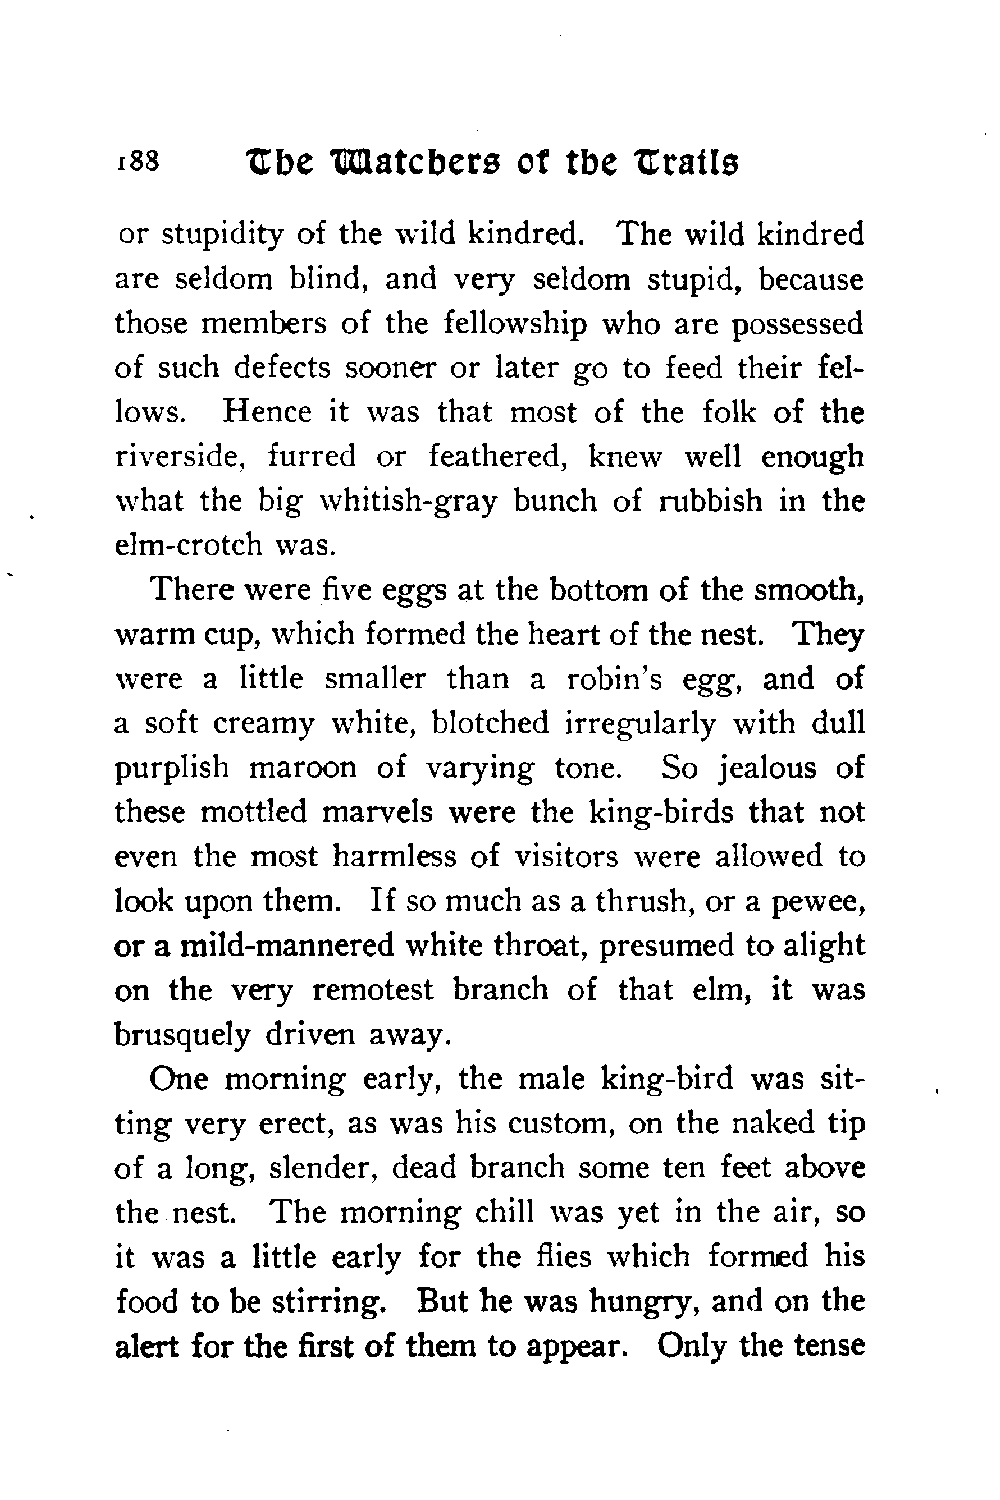 188 The Watchers of the Trails
or stupidity of the wild kindred. The wild kindred
are seldom blind, and very seldom stupid, because
those members of the fellowship who are possessed
of such defects sooner or later go to feed their fel-
lows. Hence it was that most of the folk of the
riverside, furred or feathered, knew well enough
what the big whitish-gray bunch of rubbish in the
elm-crotch was.
There were five eggs at the bottom of the smooth,
warm cup, which formed the heart of the nest. They
were a little smaller than a robin's egg, and of
a soft creamy white, blotched irregularly with dull
purplish maroon of varying tone. So jealous of
these mottled marvels were the king-birds that not
even the most harmless of visitors were allowed to
look upon them. If so much as a thrush, or a pewee,
or a mild-mannered white throat, presumed to alight
on the very remotest branch of that elm, it was
brusquely driven away.
One morning early, the male king-bird was sit-
ting very erect, as was his custom, on the naked tip
of a long, slender, dead branch some ten feet above
the nest. The morning chill was yet in the air, so
it was a little early for the flies which formed his
food to be stirring. But he was hungry, and on the
alert for the first of them to appear. Only the tense